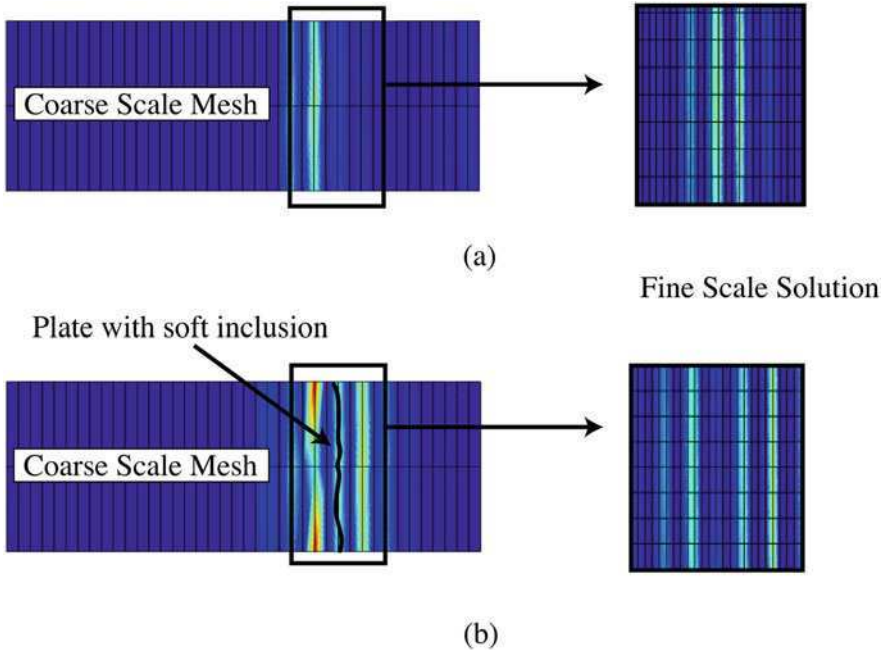 Coarse Scale Mesh
(a)
Fine Scale Solution
Plate with soft inclusion
Coarse Scale Mesh
(b)